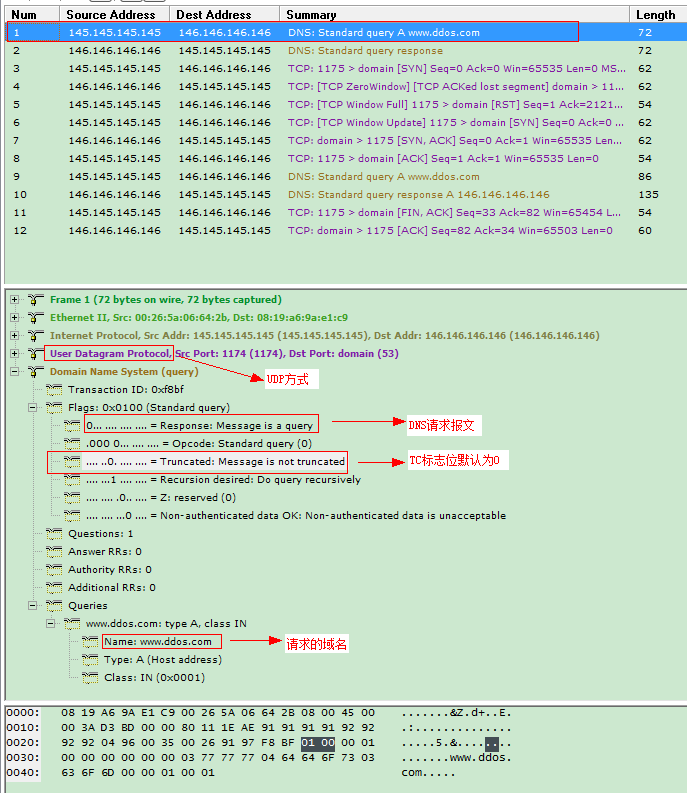 Num Source Address Dest Address Summary Length
1 145.145.145.145 146.146.146.146 DNS: Standard query A www.ddos.com 72
2 146.146.146.146 145.145.145.145 DNS: Standard query response 72
3 145.145.145.145 146.146.146.146 TCP: 1175 > domain [SYN] Seq=0 Ack=0 Win=65535 Len=0 MS... 62
4 146.146.146.146 145.145.145.145 TCP: [TCP ZeroWindow] [TCP ACKed lost segment] domain > 11... 62
5 145.145.145.145 146.146.146.146 TCP: [TCP Window Full] 1175 > domain [RST] Seq=1 Ack=2121... 54
6 145.145.145.145 146.146.146.146 TCP: [TCP Window Update] 1175 > domain [SYN] Seq=0 Ack=0 ... 62
7 146.146.146.146 145.145.145.145 TCP: domain > 1175 [SYN, ACK] Seq=0 Ack=1 Win=65535 Len=... 62
8 145.145.145.145 146.146.146.146 TCP: 1175 > domain [ACK] Seq=1 Ack=1 Win=65535 Len=0 54
9 145.145.145.145 146.146.146.146 DNS: Standard query A www.ddos.com 86
10 146.146.146.146 145.145.145.145 DNS: Standard query response A 146.146.146.146 135
11 145.145.145.145 146.146.146.146 TCP: 1175 > domain [FIN, ACK] Seq=33 Ack=82 Win=65454 L... 54
12 146.146.146.146 145.145.145.145 TCP: domain > 1175 [ACK] Seq=82 Ack=34 Win=65503 Len=0 60
Frame 1 (72 bytes on wire, 72 bytes captured)
Ethernet II, Src: 00:26:5a:06:64:2b, Dst: 08:19:a6:9a:e1:c9
Internet Protocol, Src Addr: 145.145.145.145 (145.145.145.145), Dst Addr: 146.146.146.146 (146.146.146.146)
User Datagram Protocol, Src Port: 1174 (1174), Dst Port: domain (53)
Domain Name System (query)
UDP方式
Transaction ID: 0xf8bf
Flags: 0x0100 (Standard query)
0... .... .... .... = Response: Message is a query
DNS请求报文
.000 0... .... .... = Opcode: Standard query (0)
.... ..0. .... .... = Truncated: Message is not truncated
TC标志位默认为0
.... ...1 .... .... = Recursion desired: Do query recursively
.... .... .0.. .... = Z: reserved (0)
.... .... ...0 .... = Non-authenticated data OK: Non-authenticated data is unacceptable
Questions: 1
Answer RRs: 0
Authority RRs: 0
Additional RRs: 0
Queries
www.ddos.com: type A, class IN
Name: www.ddos.com
请求的域名
Type: A (Host address)
Class: IN (0x0001)
0000: 08 19 A6 9A E1 C9 00 26 5A 06 64 2B 08 00 45 00 .......&Z.d+..E.
0010: 00 3A D3 BD 00 00 80 11 1E AE 91 91 91 91 92 92 .:..............
0020: 92 92 04 96 00 35 00 26 91 97 F8 BF 01 00 00 01 .....5.&........
0030: 00 00 00 00 00 00 03 77 77 77 04 64 64 6F 73 03 .......www.ddos.
0040: 63 6F 6D 00 00 01 00 01 com.....